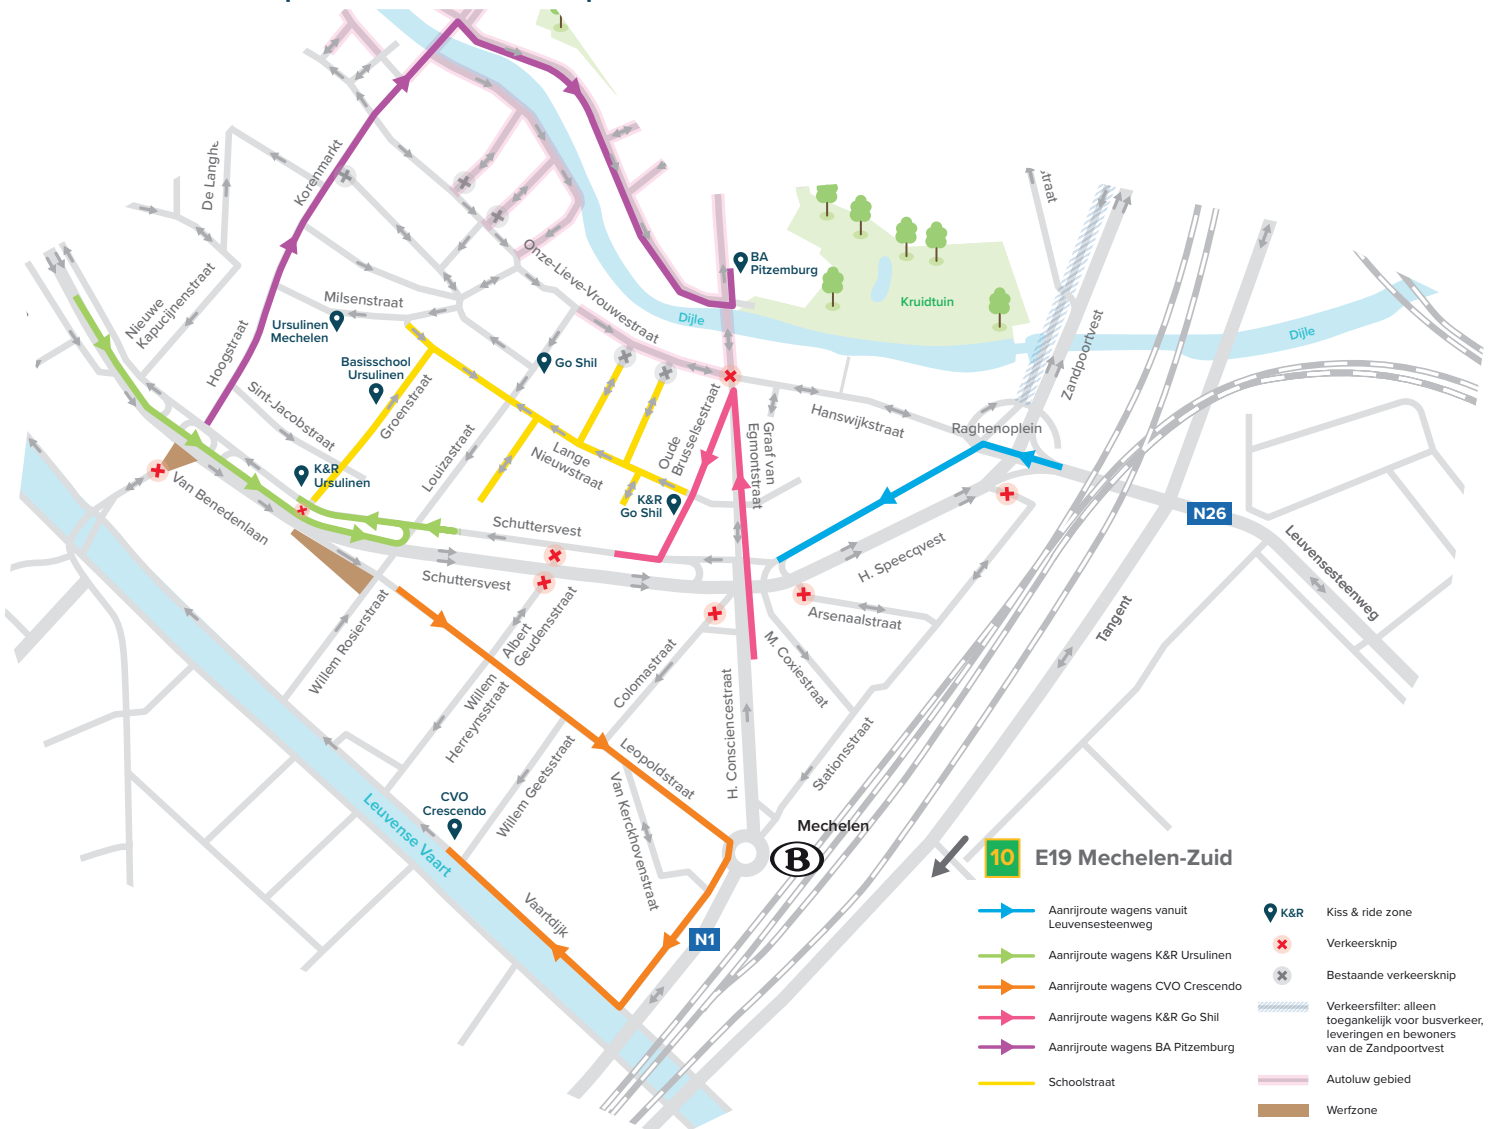 De Langhe
Korenmarkt
Nieuwe
Kapucijnenstraat
Hoogstraat
Milsenstraat
Ursulinen
Mechelen
Basisschool
Ursulinen
Sint-Jacobstraat
Groenstraat
Louizastraat
Go Shil
Onze-Lieve-Vrouwestraat
Dijle
BA
Pitzemburg
Kruidtuin
straat
Zandpoortvest
Dijle
Hanswijkstraat
Raghenoplein
Oude
Brusselsestraat
Graaf van
Egmontstraat
Lange
Nieuwstraat
K&R
Go Shil
K&R
Ursulinen
Van Benedenlaan
Schuttersvest
Schuttersvest
H. Speecqvest
N26
Leuvensesteenweg
Tangent
Arsenaalstraat
M. Coxiestraat
Colomastraat
Albert
Geudensstraat
Willem Rosierstraat
Willem
Herreynsstraat
H. Consciencestraat
Stationsstraat
Leopoldstraat
Willem Geetsstraat
Van Kerckhovenstraat
CVO
Crescendo
Leuvense Vaart
Vaartdijk
Mechelen
B
N1
10
E19 Mechelen-Zuid
Aanrijroute wagens vanuit
Leuvensesteenweg
Aanrijroute wagens K&R Ursulinen
Aanrijroute wagens CVO Crescendo
Aanrijroute wagens K&R Go Shil
Aanrijroute wagens BA Pitzemburg
Schoolstraat
K&R
Kiss & ride zone
Verkeersknip
Bestaande verkeersknip
Verkeersfilter: alleen
toegankelijk voor busverkeer,
leveringen en bewoners
van de Zandpoortvest
Autoluw gebied
Werfzone